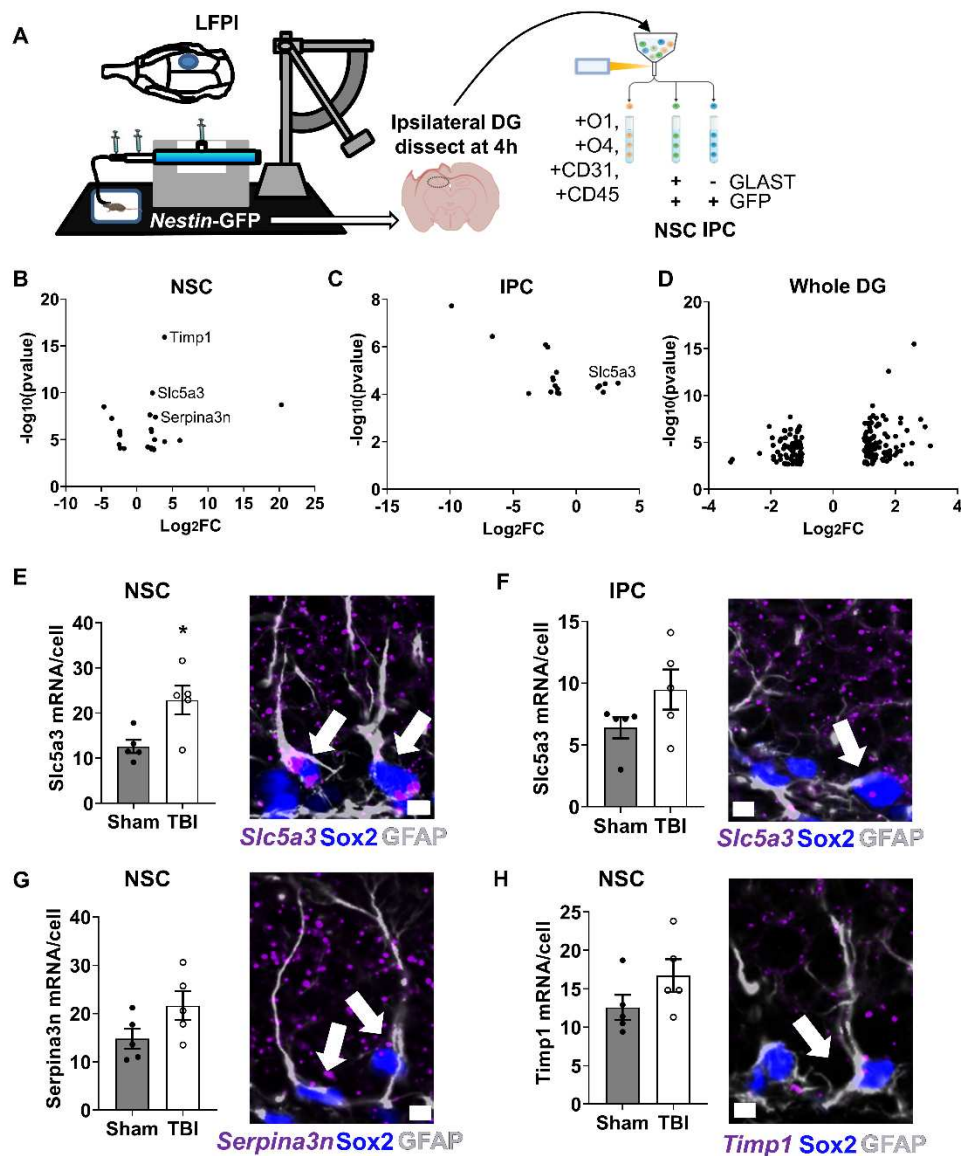 A
LFPI
Nestin-GFP
Ipsilateral DG
dissect at 4h
+O1,
+O4,
+CD31,
+CD45
+ - GLAST
+ + GFP
NSC IPC
B
NSC
-log10(pvalue)
20
15
10
5
0
Timp1
Slc5a3
Serpina3n
-10 -5 0 5 10 15 20 25
Log2FC
C
IPC
-log10(pvalue)
8
6
4
2
0
Slc5a3
-15 -10 -5 0 5
Log2FC
D
Whole DG
-log10(pvalue)
20
15
10
5
0
-4 -2 0 2 4
Log2FC
E
NSC
Slc5a3 mRNA/cell
40
30
20
10
0
*
Sham TBI
Slc5a3 Sox2 GFAP
F
IPC
Slc5a3 mRNA/cell
15
10
5
0
Sham TBI
Slc5a3 Sox2 GFAP
G
NSC
Serpina3n mRNA/cell
40
30
20
10
0
Sham TBI
Serpina3n Sox2 GFAP
H
NSC
Timp1 mRNA/cell
25
20
15
10
5
0
Sham TBI
Timp1 Sox2 GFAP